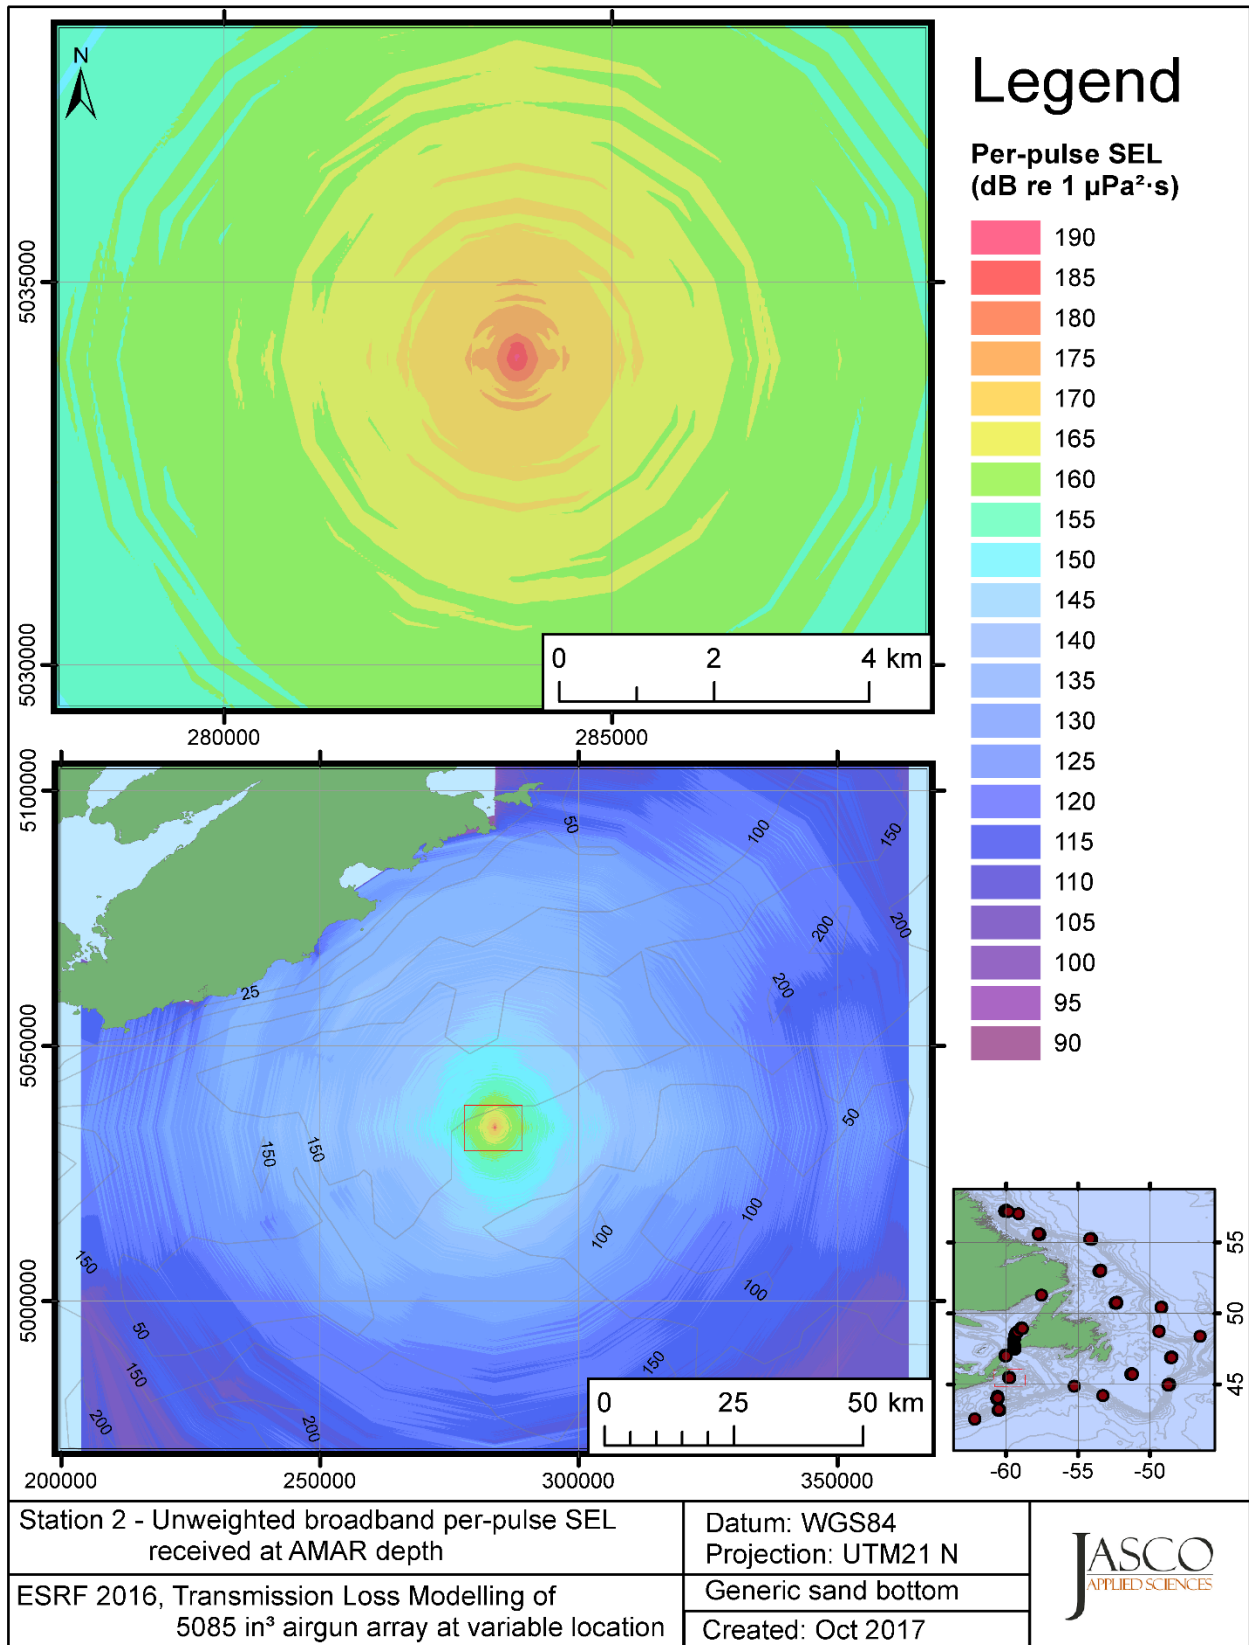 N
5035000
5030000
0 2 4 km
280000 285000
Legend
Per-pulse SEL
(dB re 1 µPa²·s)
190
185
180
175
170
165
160
155
150
145
140
135
130
125
120
115
110
105
100
95
90
5100000
5050000
5000000
50
100
150
200
200
200
25
150
150
50
100
100
100
150
50
150
200
200
150
0 25 50 km
200000 250000 300000 350000
55
50
45
-60 -55 -50
Station 2 - Unweighted broadband per-pulse SEL
received at AMAR depth
ESRF 2016, Transmission Loss Modelling of
5085 in³ airgun array at variable location
Datum: WGS84
Projection: UTM21 N
Generic sand bottom
Created: Oct 2017
JASCO
APPLIED SCIENCES